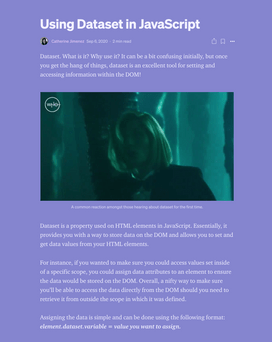 Using Dataset in JavaScript
Dataset. What is it? Why use it? It can be a bit confusing initially, but once
you get the hang of things, dataset is an excellent tool for setting and
accessing information within the DOM!
A common reaction amongst those hearing about dataset for the first time.
Dataset is a property used on HTML elements in JavaScript. Essentially, it
provides you with a way to store data on the DOM and allows you to set and
get data values from your HTML elements.
For instance, if you wanted to make sure you could access values set inside
of a specific scope, you could assign data attributes to an element to ensure
the data would be stored on the DOM. Overall, a nifty way to make sure
you'll be able to access the data directly from the DOM should you need to
retrieve it from outside the scope in which it was defined.
Assigning the data is simple and can be done using the following format:
element.dataset.variable = value you want to assign.